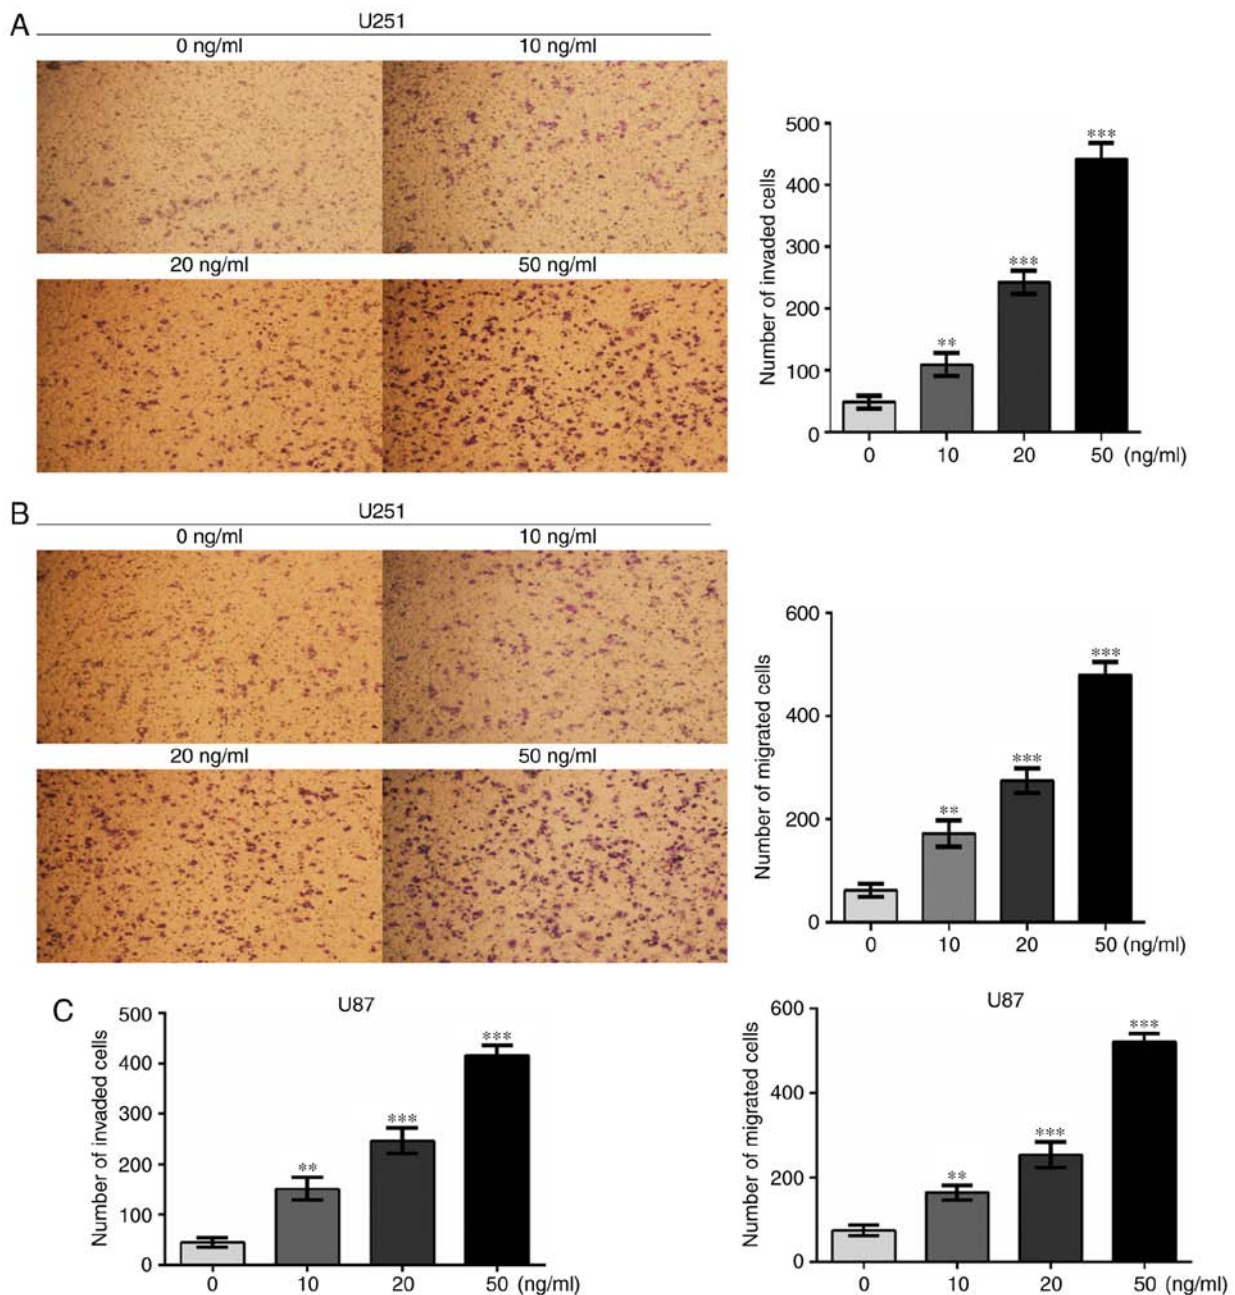 A
U251
0 ng/ml 10 ng/ml
20 ng/ml 50 ng/ml
Number of invaded cells
500
400
300
200
100
0
**
***
***
0 10 20 50 (ng/ml)
B
U251
0 ng/ml 10 ng/ml
20 ng/ml 50 ng/ml
Number of migrated cells
600
400
200
0
**
***
***
0 10 20 50 (ng/ml)
C
U87
Number of invaded cells
500
400
300
200
100
0
**
***
***
0 10 20 50 (ng/ml)
U87
Number of migrated cells
600
400
200
0
**
***
***
0 10 20 50 (ng/ml)